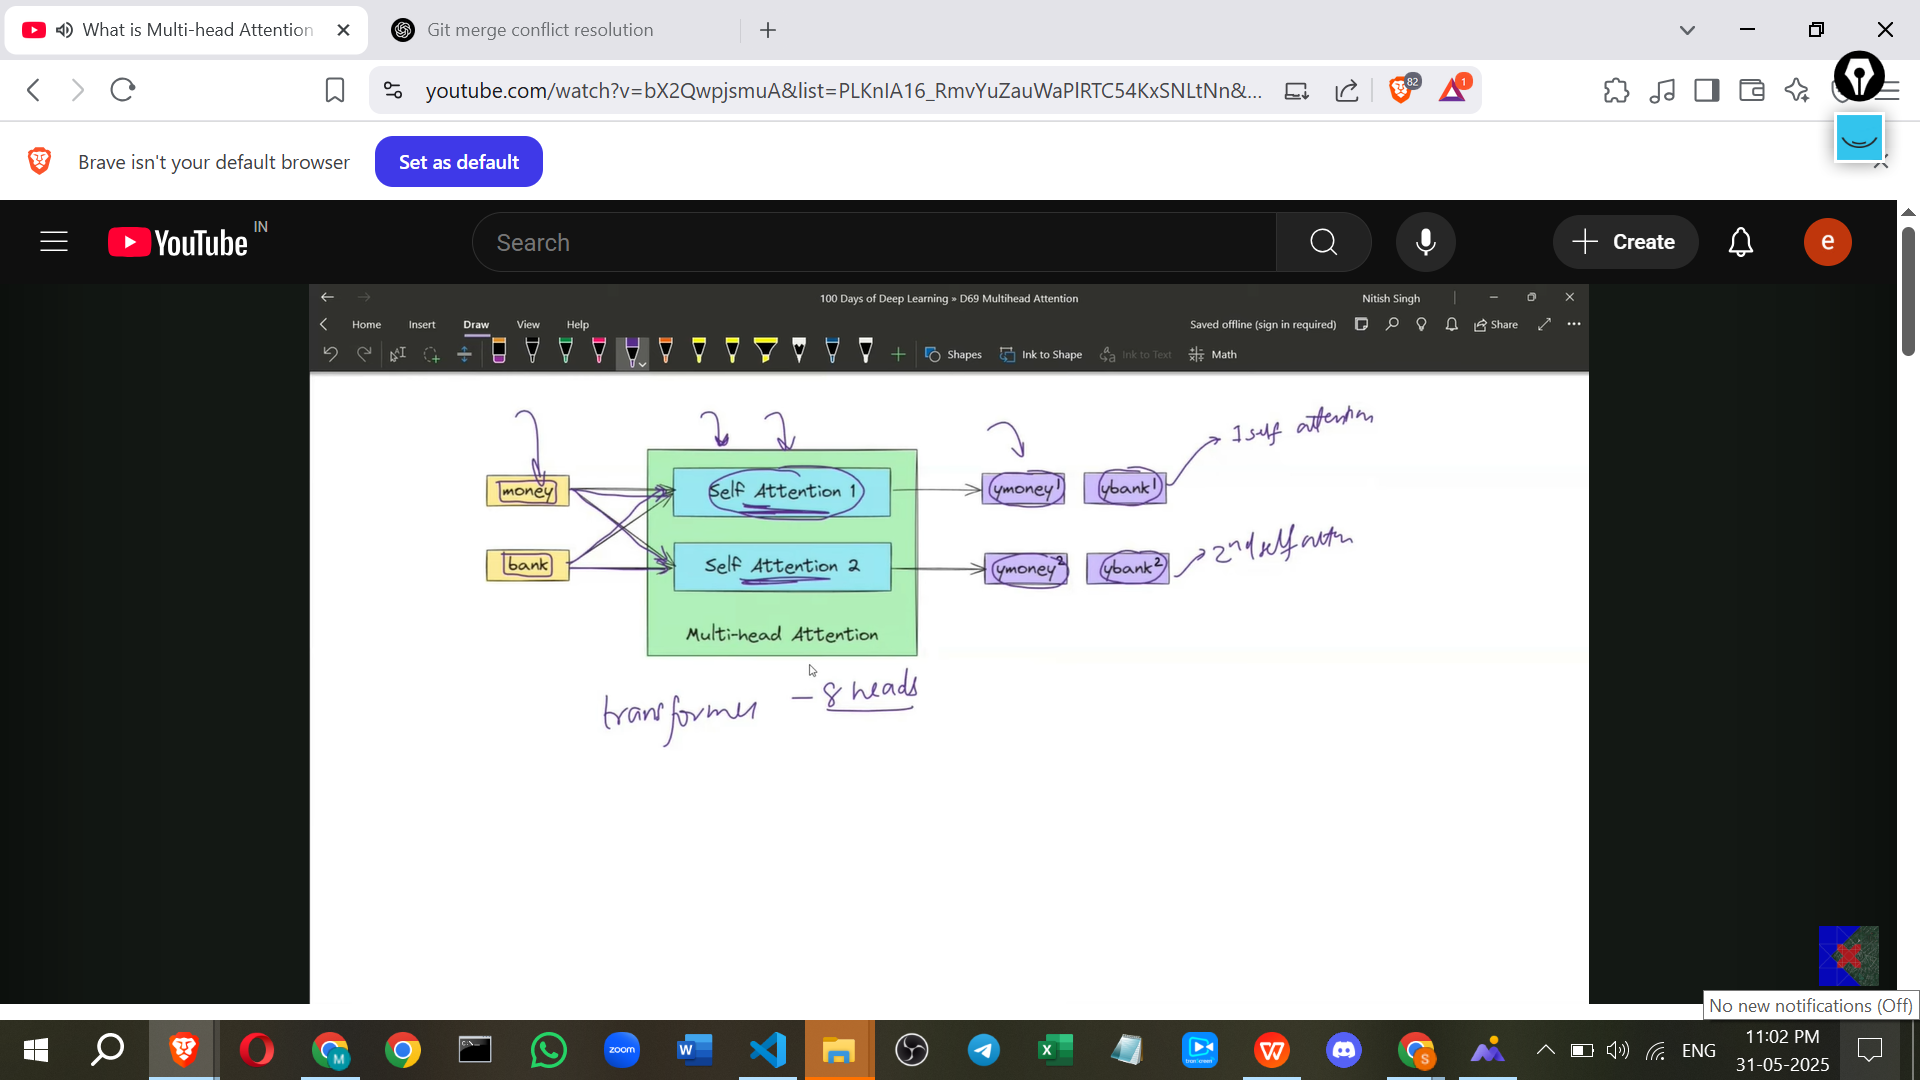 What is Multi-head Attention
Git merge conflict resolution
youtube.com/watch?v=bX2QwpjsmuA&list=PLKnIA16_RmvYuZauWaPlRTC54KxSNLtNn&...
82
1
Brave isn't your default browser
Set as default
YouTube IN
Search
Create
e
100 Days of Deep Learning » D69 Multihead Attention
Nitish Singh
Home Insert Draw View Help
Saved offline (sign in required)
Share
Shapes
Ink to Shape
Ink to Text
Math
1 self attention
money
Self Attention 1
ymoney1
ybank1
2nd self attn
bank
Self Attention 2
ymoney2
ybank2
Multi-head Attention
transformer – 8 heads
No new notifications (Off)
M
zoom
W
X
W
S
ENG
11:02 PM
31-05-2025